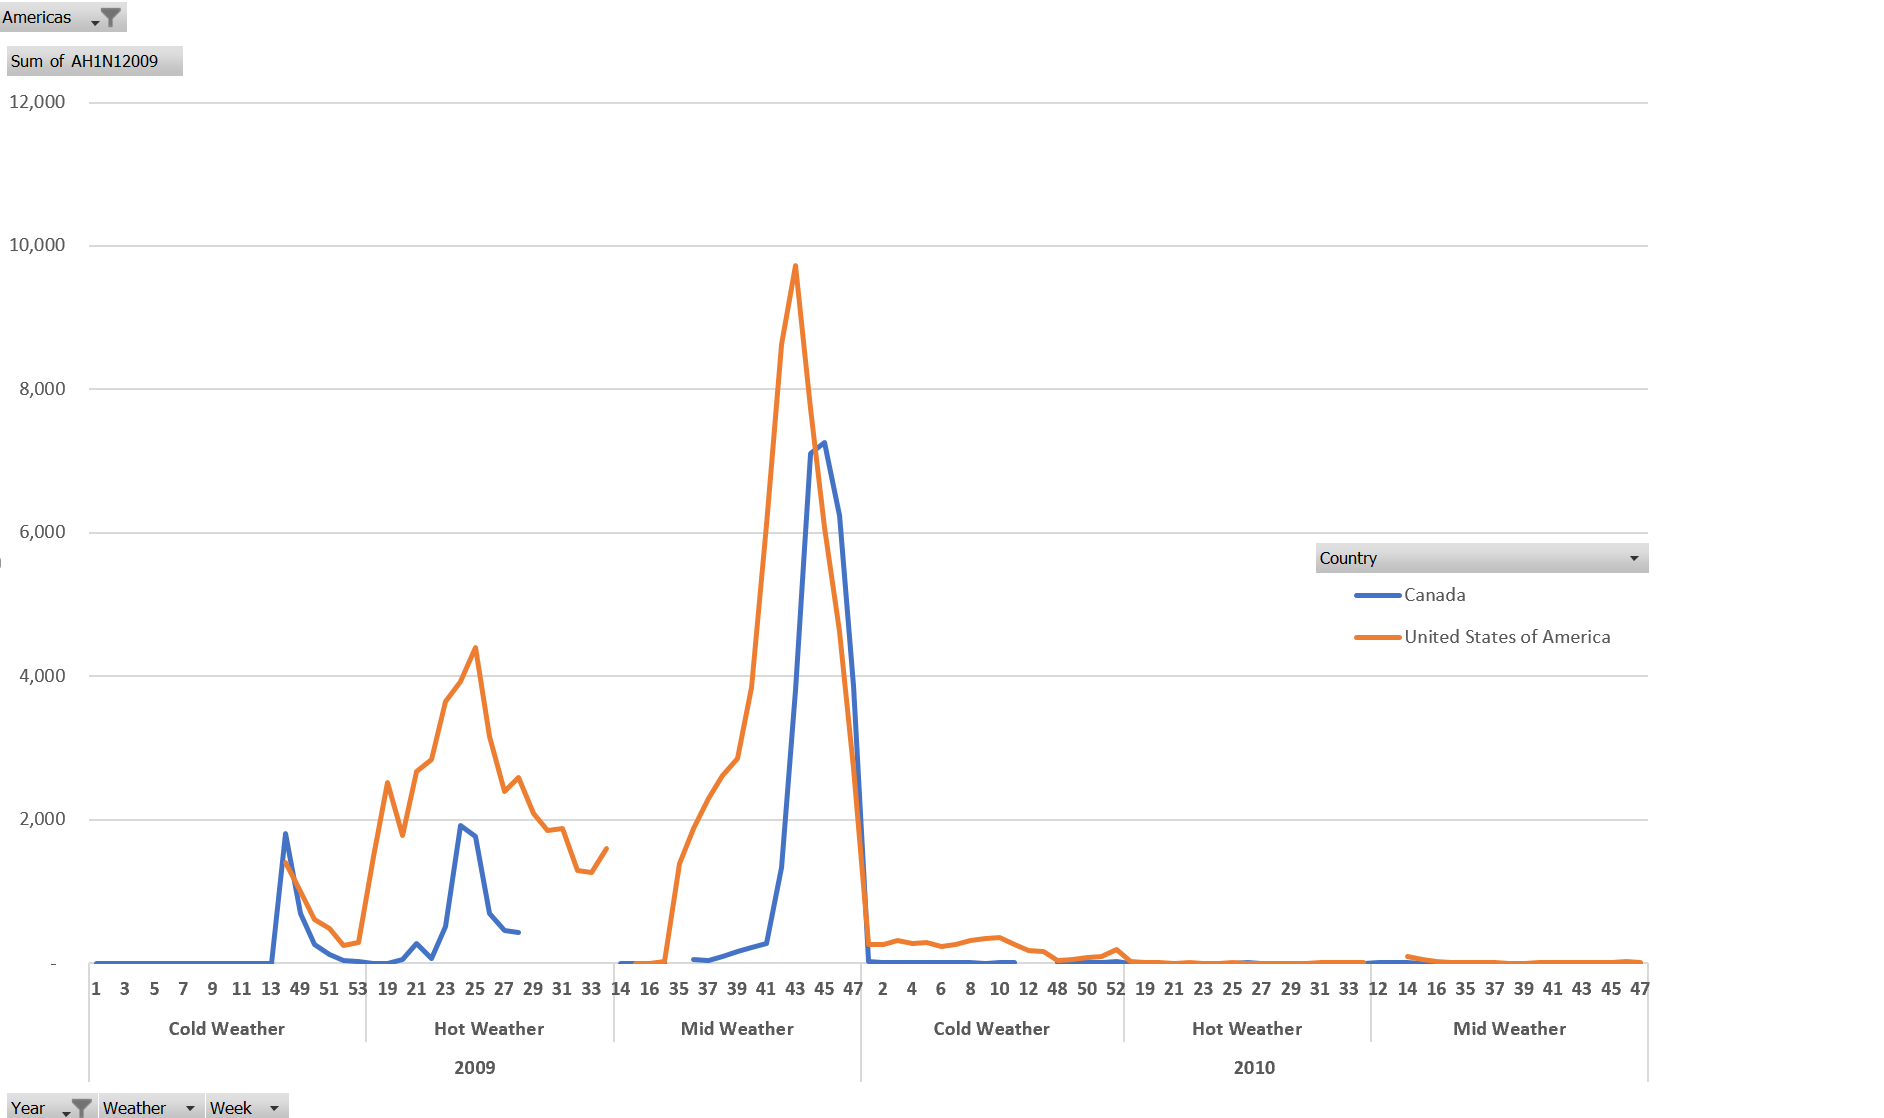 Americas
Sum of AH1N12009
12,000
10,000
8,000
6,000
4,000
2,000
-
Country
Canada
United States of America
1 3 5 7 9 11 13 49 51 53 19 21 23 25 27 29 31 33 14 16 35 37 39 41 43 45 47 2 4 6 8 10 12 48 50 52 19 21 23 25 27 29 31 33 12 14 16 35 37 39 41 43 45 47
Cold Weather Hot Weather Mid Weather Cold Weather Hot Weather Mid Weather
2009 2010
Year Weather Week